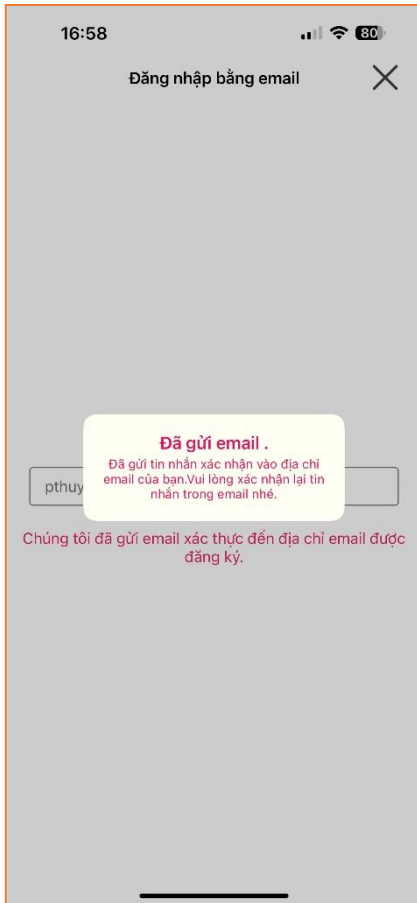 16:58
80
Đăng nhập bằng email
Đã gửi email .
Đã gửi tin nhắn xác nhận vào địa chỉ
email của bạn.Vui lòng xác nhận lại tin
nhắn trong email nhé.
pthuy
Chúng tôi đã gửi email xác thực đến địa chỉ email được
đăng ký.